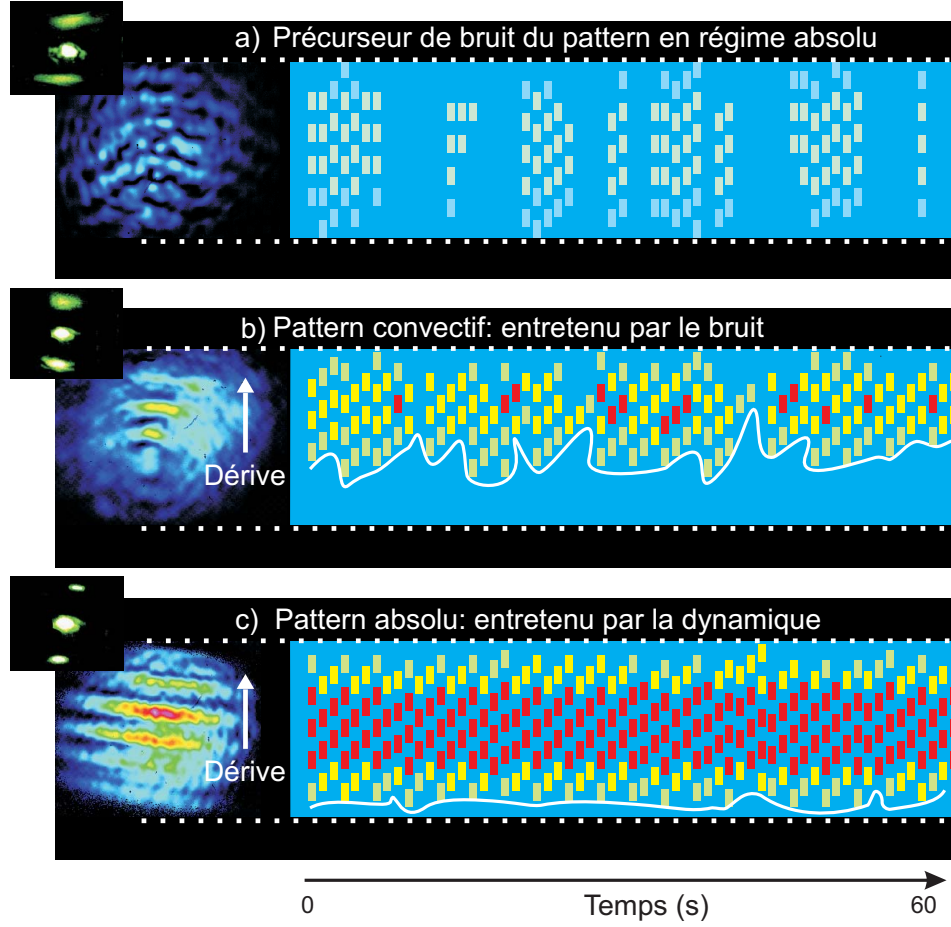 a) Précurseur de bruit du pattern en régime absolu
b) Pattern convectif: entretenu par le bruit
Dérive
c) Pattern absolu: entretenu par la dynamique
Dérive
0
Temps (s)
60